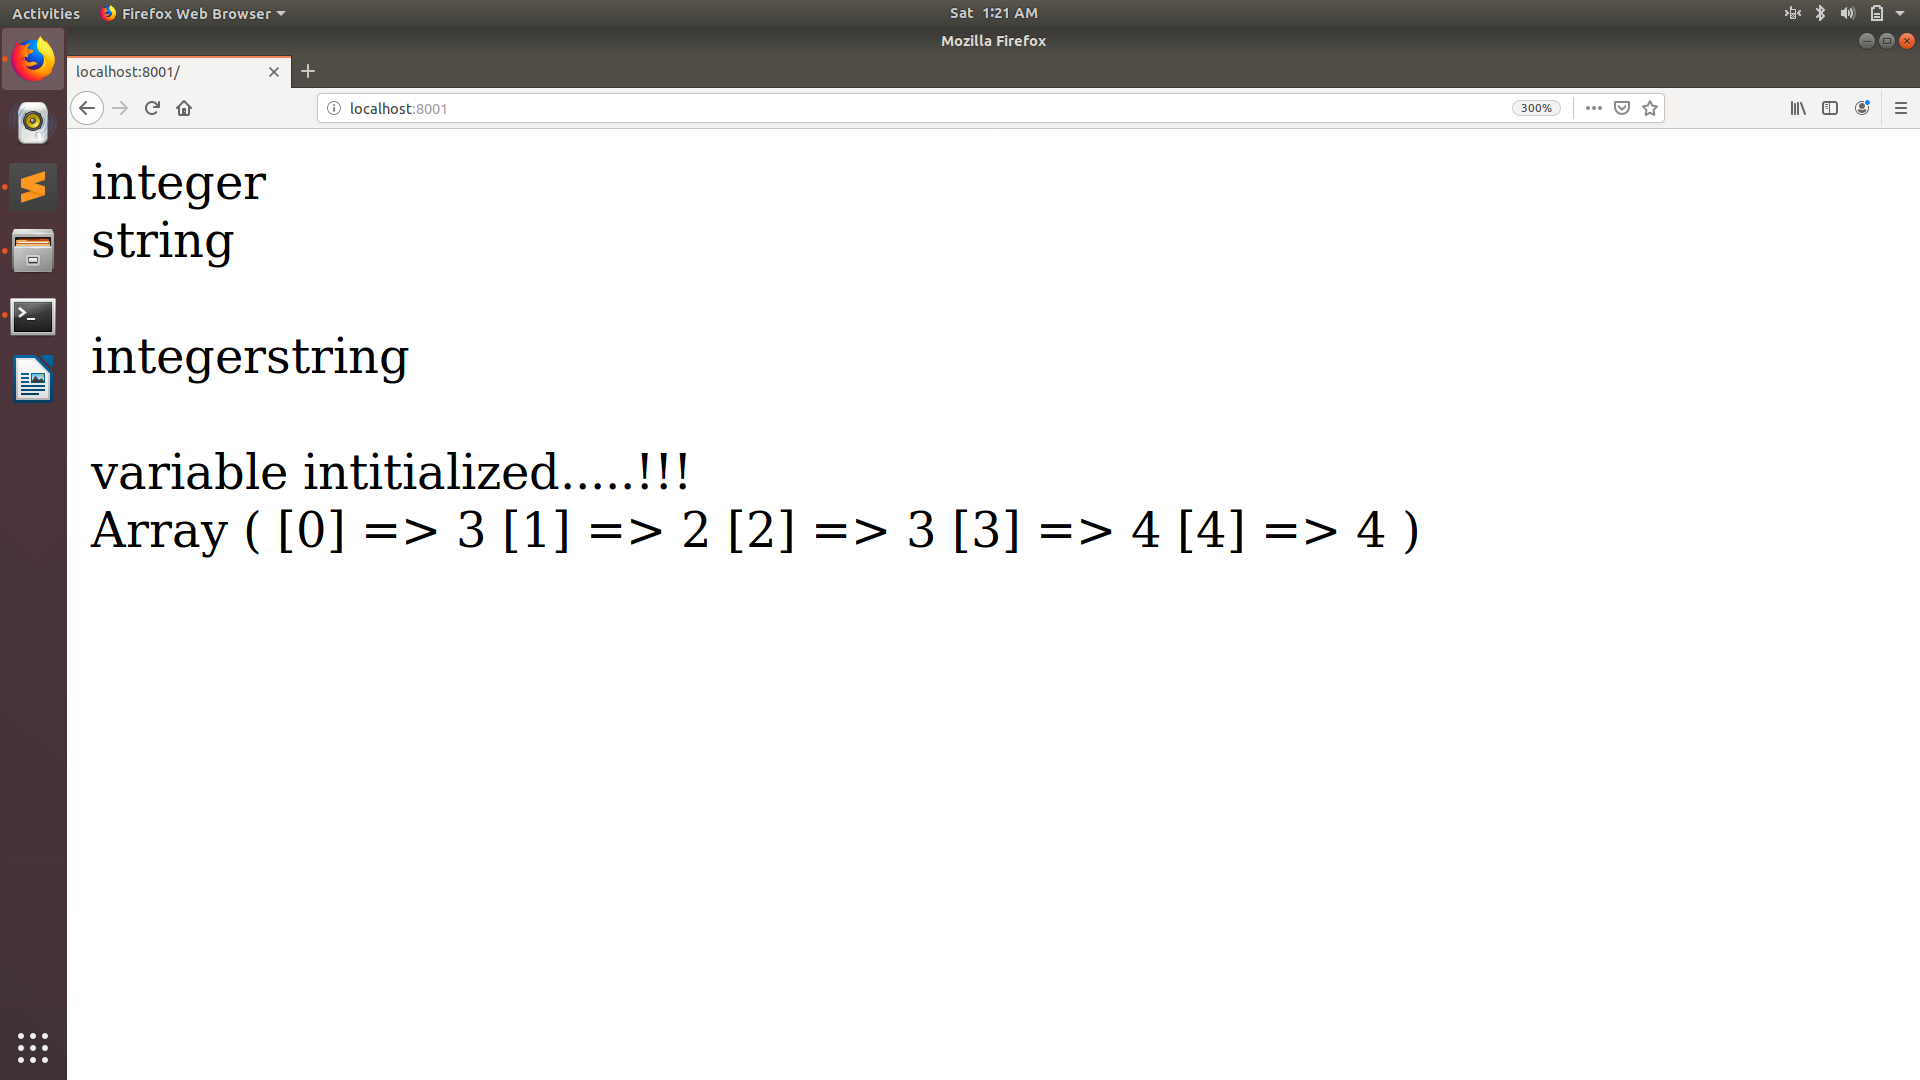 Activities Firefox Web Browser Sat 1:21 AM
Mozilla Firefox
localhost:8001/
localhost:8001 300%
integer
string
integerstring
variable intitialized.....!!!
Array ( [0] => 3 [1] => 2 [2] => 3 [3] => 4 [4] => 4 )